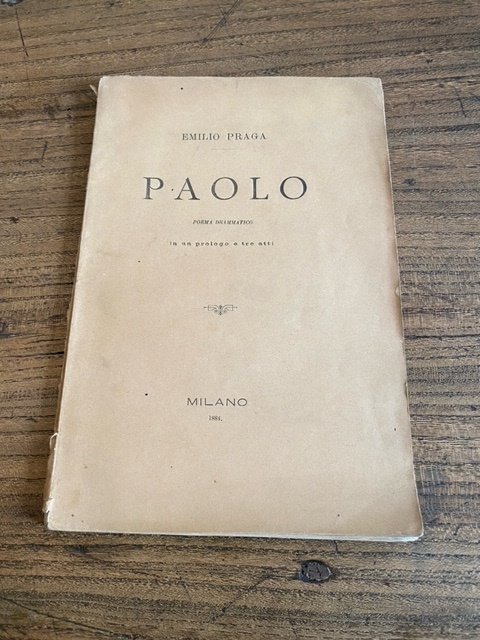 EMILIO PRAGA
PAOLO
POEMA DRAMMATICO
in un prologo e tre atti
MILANO
1884.